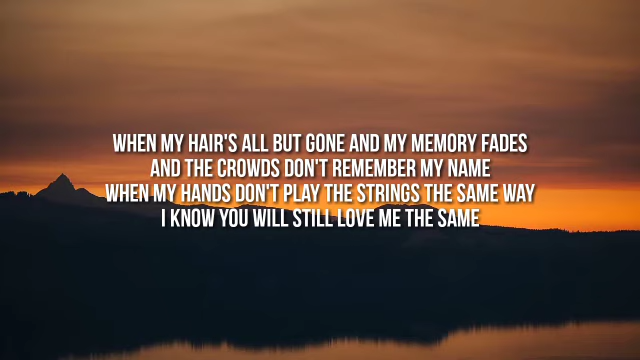 WHEN MY HAIR'S ALL BUT GONE AND MY MEMORY FADES
AND THE CROWDS DON'T REMEMBER MY NAME
WHEN MY HANDS DON'T PLAY THE STRINGS THE SAME WAY
I KNOW YOU WILL STILL LOVE ME THE SAME